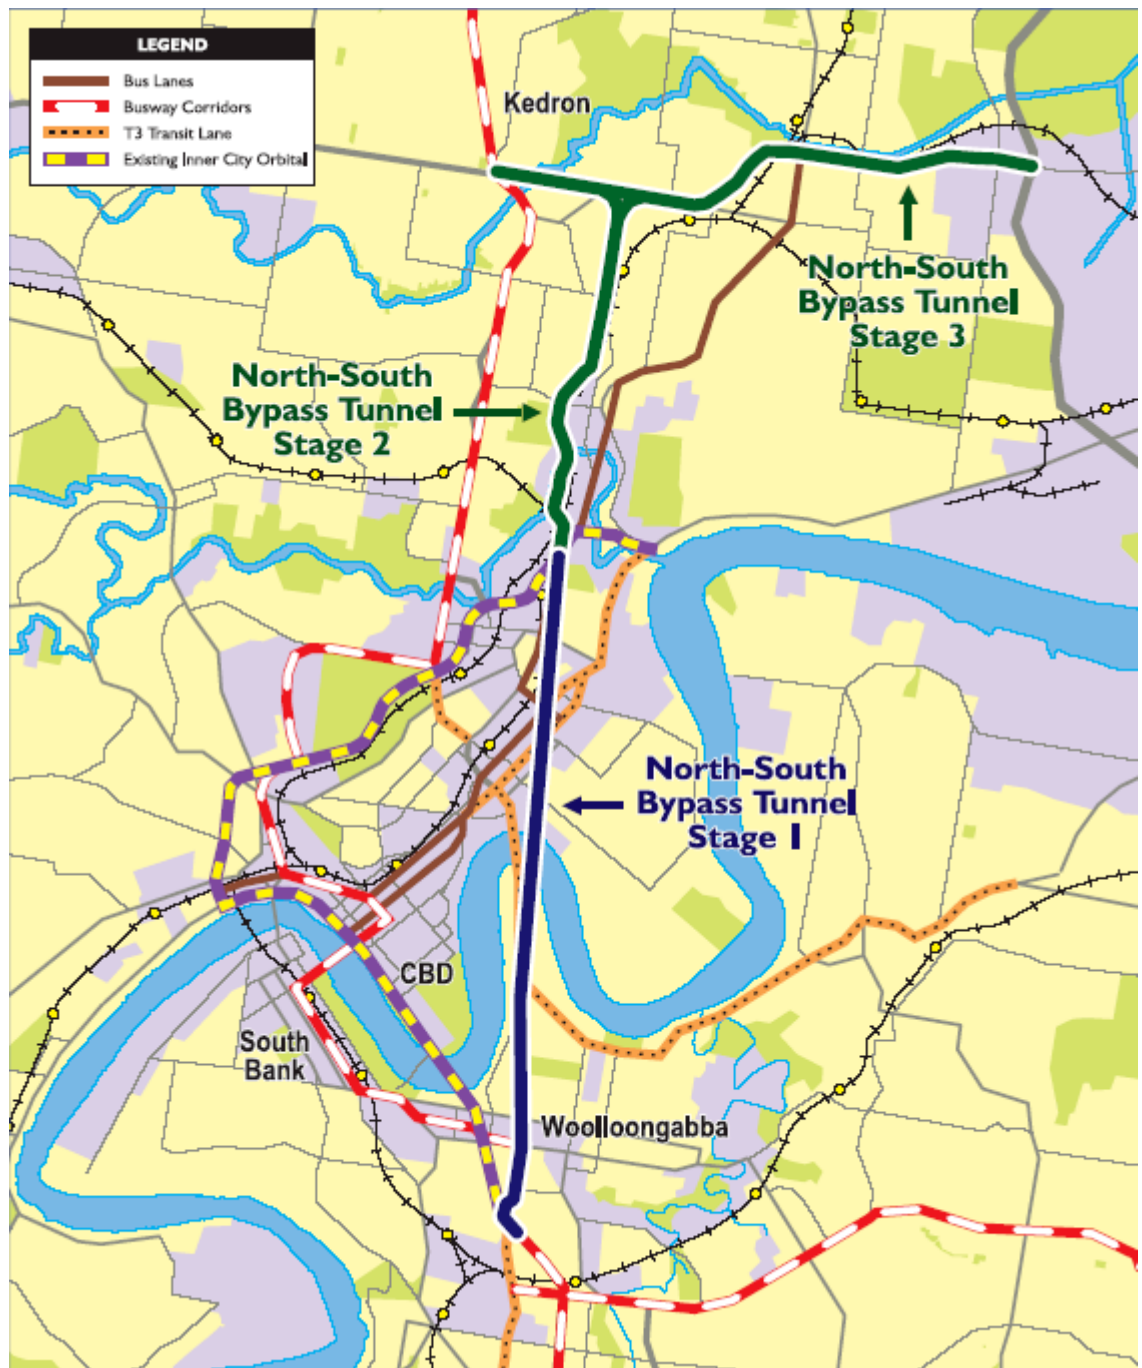 LEGEND
Bus Lanes
Busway Corridors
T3 Transit Lane
Existing Inner City Orbital
Kedron
North-South
Bypass Tunnel
Stage 3
North-South
Bypass Tunnel
Stage 2
North-South
Bypass Tunnel
Stage 1
CBD
South
Bank
Woolloongabba